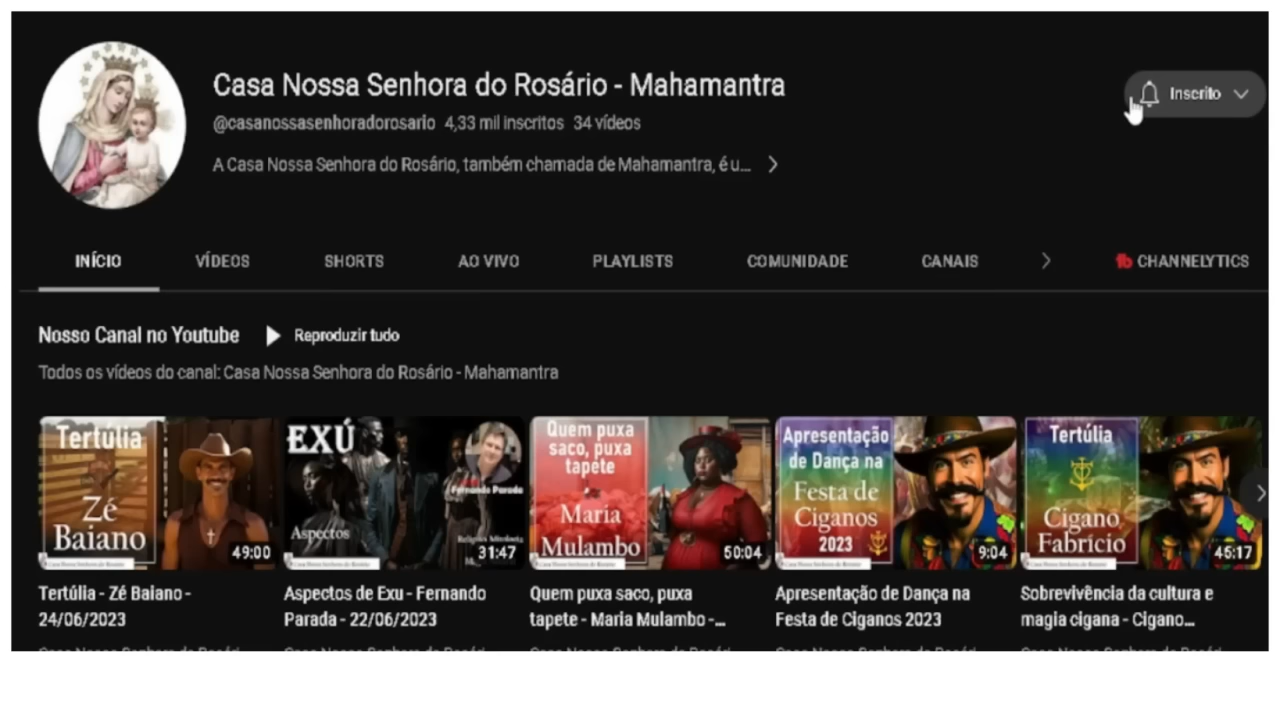 Casa Nossa Senhora do Rosário - Mahamantra
@casanossasenhoradorosario 4,33 mil inscritos 34 vídeos
A Casa Nossa Senhora do Rosário, também chamada de Mahamantra, é u...
Inscrito
INÍCIO VÍDEOS SHORTS AO VIVO PLAYLISTS COMUNIDADE CANAIS CHANNELYTICS
Nosso Canal no Youtube Reproduzir tudo
Todos os vídeos do canal: Casa Nossa Senhora do Rosário - Mahamantra
Tertúlia
Zé
Baiano
49:00
EXÚ
Fernando Parada
Aspectos
31:47
Quem puxa
saco, puxa
tapete
Maria
Mulambo
50:04
Apresentação
de Dança na
Festa de
Ciganos
2023
9:04
Tertúlia
Cigano
Fabrício
45:17
Tertúlia - Zé Baiano -
24/06/2023
Aspectos de Exu - Fernando
Parada - 22/06/2023
Quem puxa saco, puxa
tapete - Maria Mulambo -...
Apresentação de Dança na
Festa de Ciganos 2023
Sobrevivência da cultura e
magia cigana - Cigano...